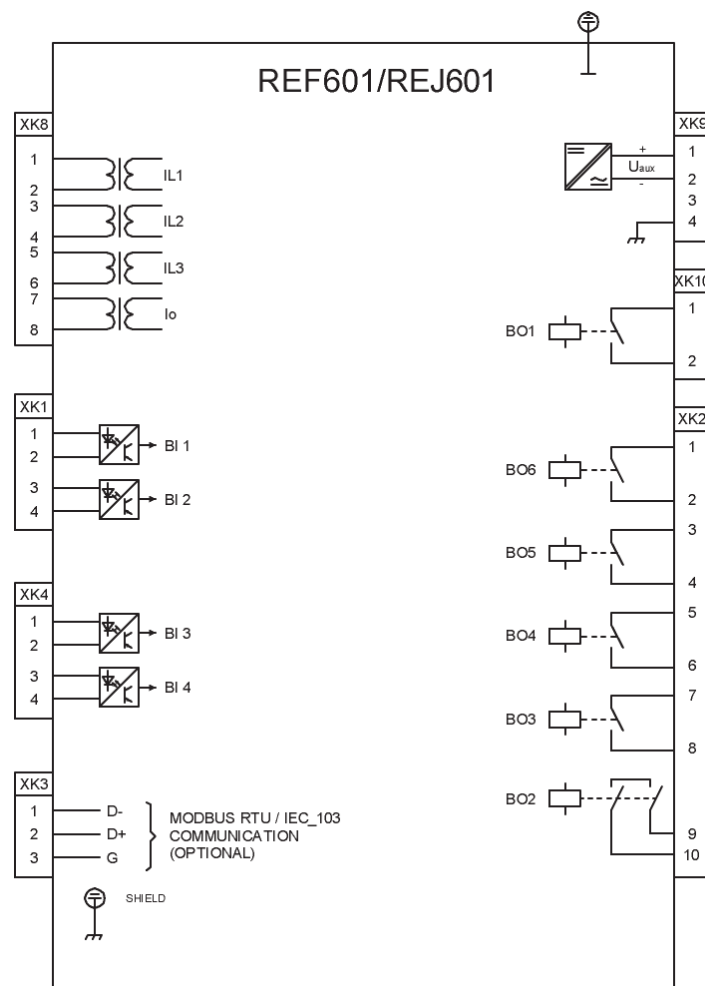 REF601/REJ601
XK8
1
2
3
4
5
6
7
8
IL1
IL2
IL3
Io
XK1
1
2
3
4
BI 1
BI 2
XK4
1
2
3
4
BI 3
BI 4
XK3
1
2
3
D-
D+
G
MODBUS RTU / IEC_103
COMMUNICATION
(OPTIONAL)
SHIELD
XK9
1
2
3
4
+
Uaux
-
XK10
1
2
BO1
XK2
1
2
3
4
5
6
7
8
9
10
BO6
BO5
BO4
BO3
BO2